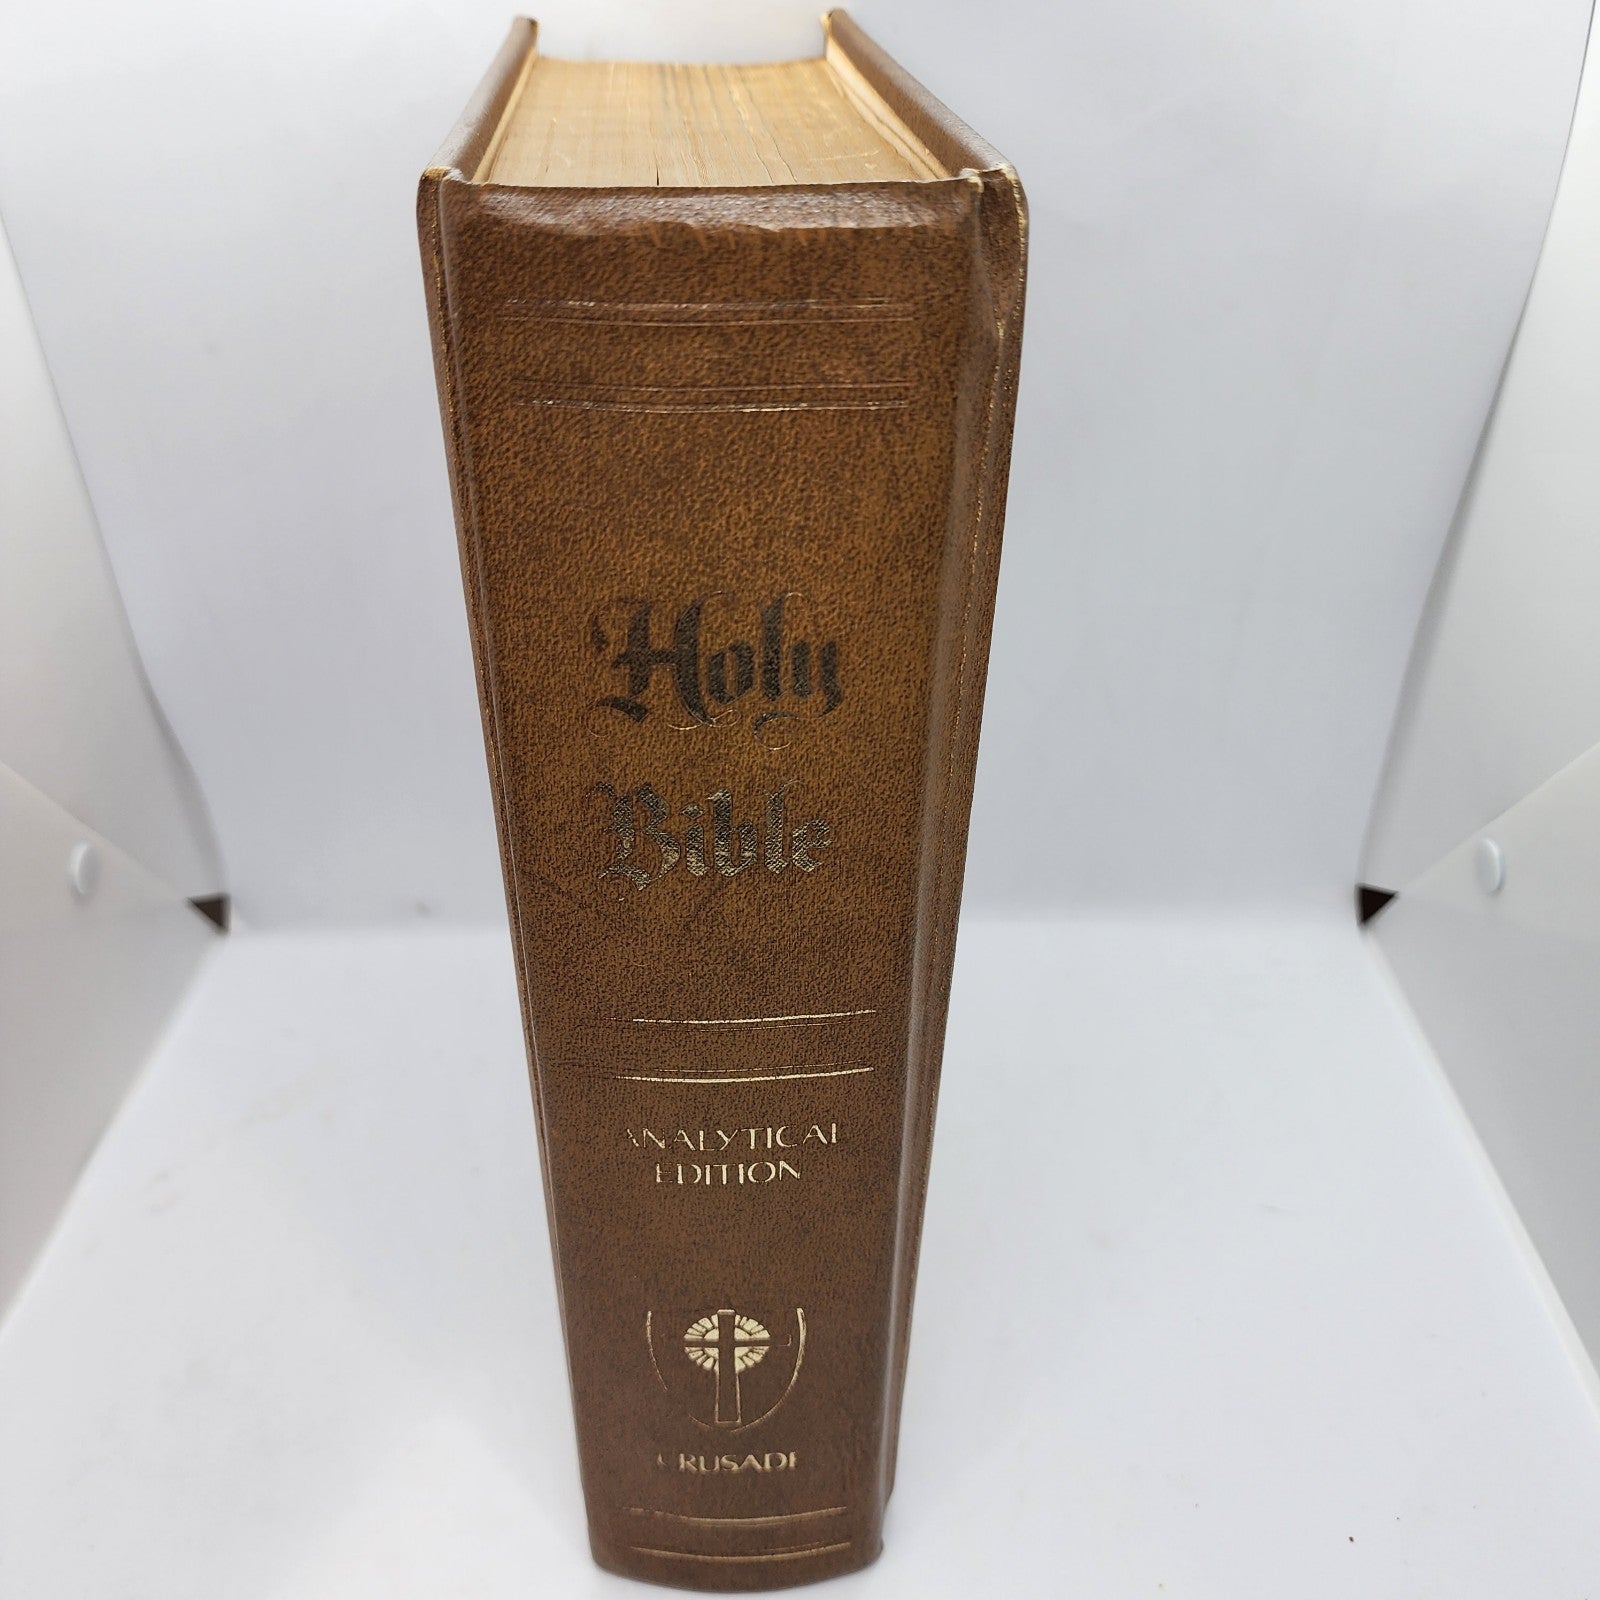 Holy
Bible
ANALYTICAL
EDITION
CRUSADE